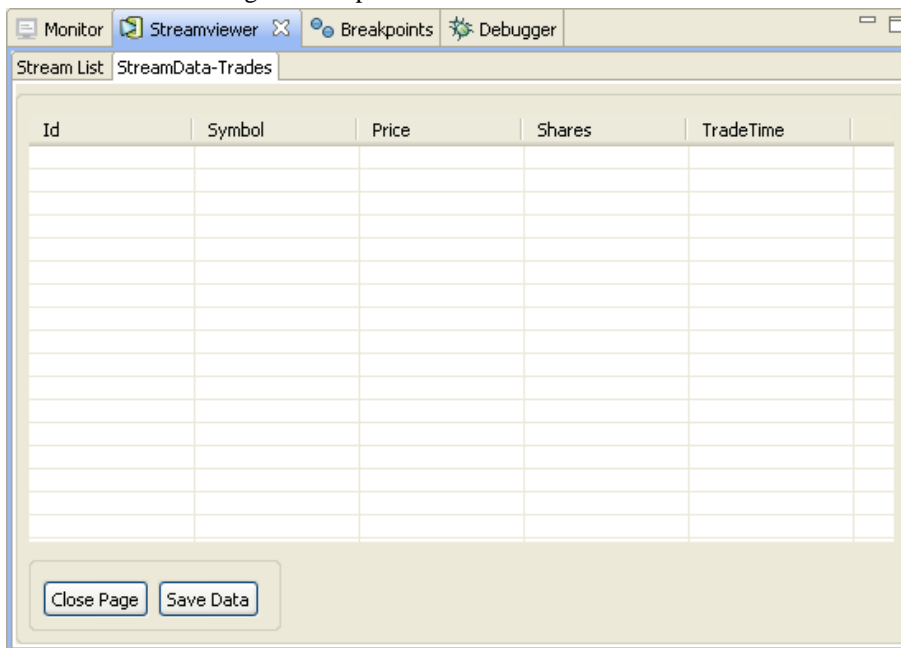 Monitor Streamviewer Breakpoints Debugger
Stream List StreamData-Trades
Id Symbol Price Shares TradeTime
Close Page Save Data